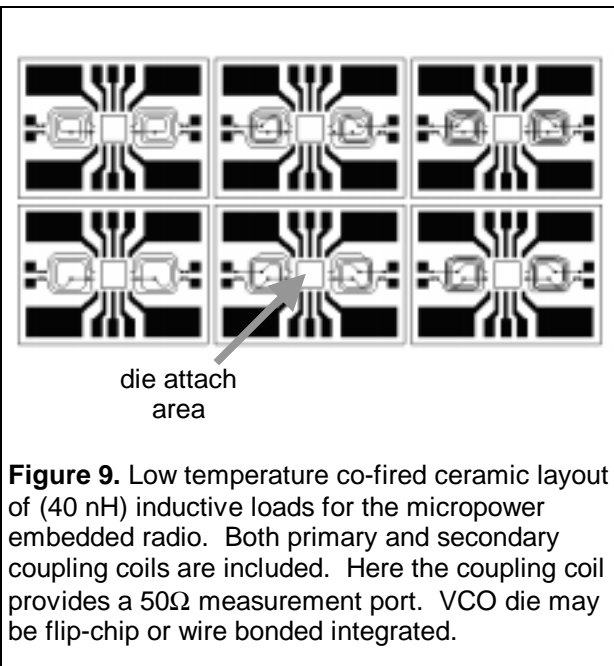 die attach
area
Figure 9. Low temperature co-fired ceramic layout
of (40 nH) inductive loads for the micropower
embedded radio. Both primary and secondary
coupling coils are included. Here the coupling coil
provides a 50Ω measurement port. VCO die may
be flip-chip or wire bonded integrated.